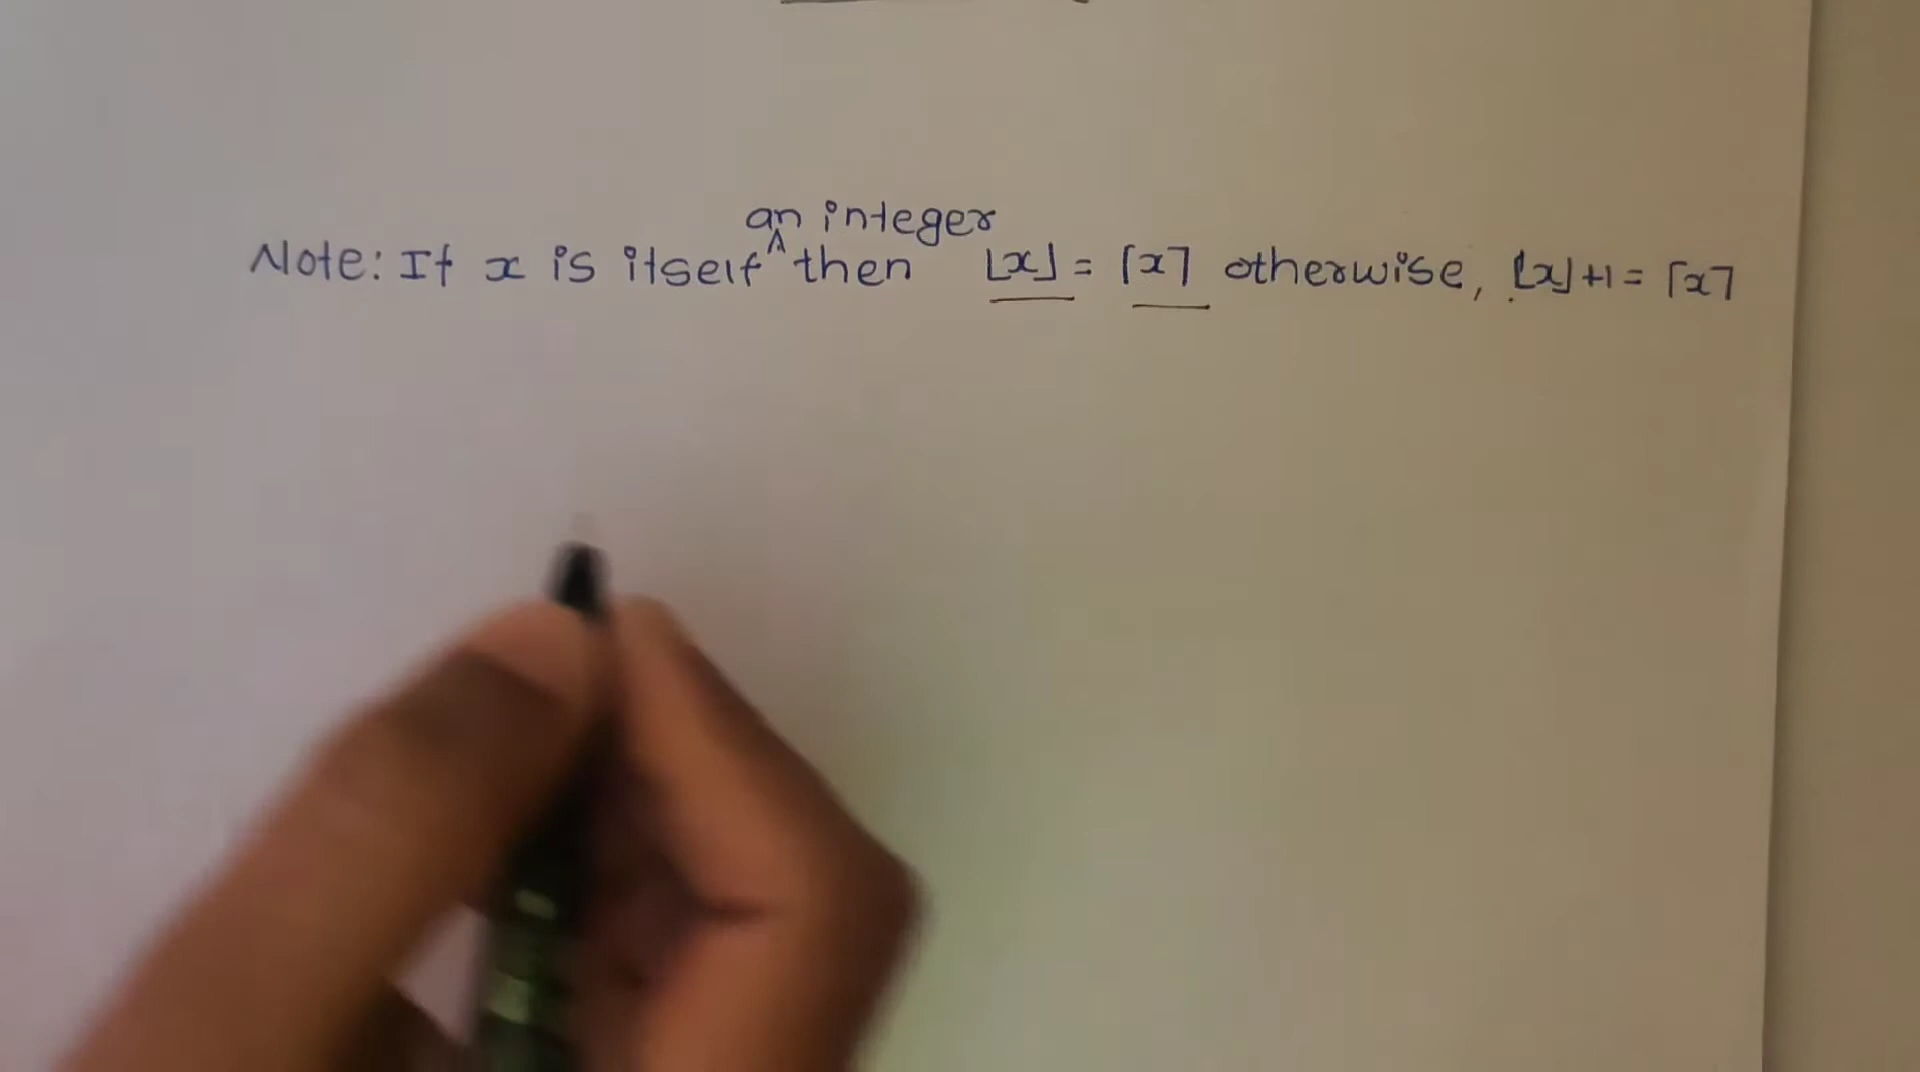 an integer
Note: If x is itself ^ then ⌊x⌋ = ⌈x⌉ otherwise, ⌊x⌋+1 = ⌈x⌉